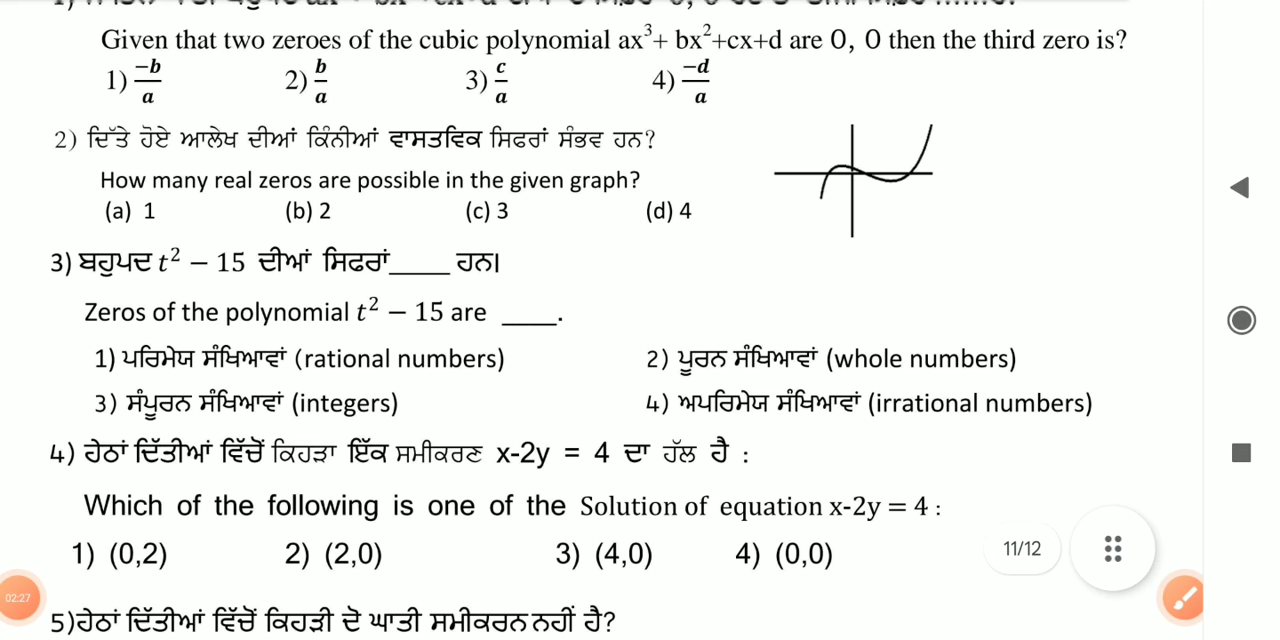 Given that two zeroes of the cubic polynomial ax³+ bx²+cx+d are 0, 0 then the third zero is?
1) -b/a 2) b/a 3) c/a 4) -d/a
2) ਦਿੱਤੇ ਹੋਏ ਆਲੇਖ ਦੀਆਂ ਕਿੰਨੀਆਂ ਵਾਸਤਵਿਕ ਸਿਫਰਾਂ ਸੰਭਵ ਹਨ?
How many real zeros are possible in the given graph?
(a) 1 (b) 2 (c) 3 (d) 4
3) ਬਹੁਪਦ t² – 15 ਦੀਆਂ ਸਿਫਰਾਂ____ ਹਨ।
Zeros of the polynomial t² – 15 are ____.
1) ਪਰਿਮੇਯ ਸੰਖਿਆਵਾਂ (rational numbers) 2) ਪੂਰਨ ਸੰਖਿਆਵਾਂ (whole numbers)
3) ਸੰਪੂਰਨ ਸੰਖਿਆਵਾਂ (integers) 4) ਅਪਰਿਮੇਯ ਸੰਖਿਆਵਾਂ (irrational numbers)
4) ਹੇਠਾਂ ਦਿੱਤੀਆਂ ਵਿੱਚੋਂ ਕਿਹੜਾ ਇੱਕ ਸਮੀਕਰਣ x-2y = 4 ਦਾ ਹੱਲ ਹੈ :
Which of the following is one of the Solution of equation x-2y = 4 :
1) (0,2) 2) (2,0) 3) (4,0) 4) (0,0)
11/12
02:27
5)ਹੇਠਾਂ ਦਿੱਤੀਆਂ ਵਿੱਚੋਂ ਕਿਹੜੀ ਦੋ ਘਾਤੀ ਸਮੀਕਰਨ ਨਹੀਂ ਹੈ?